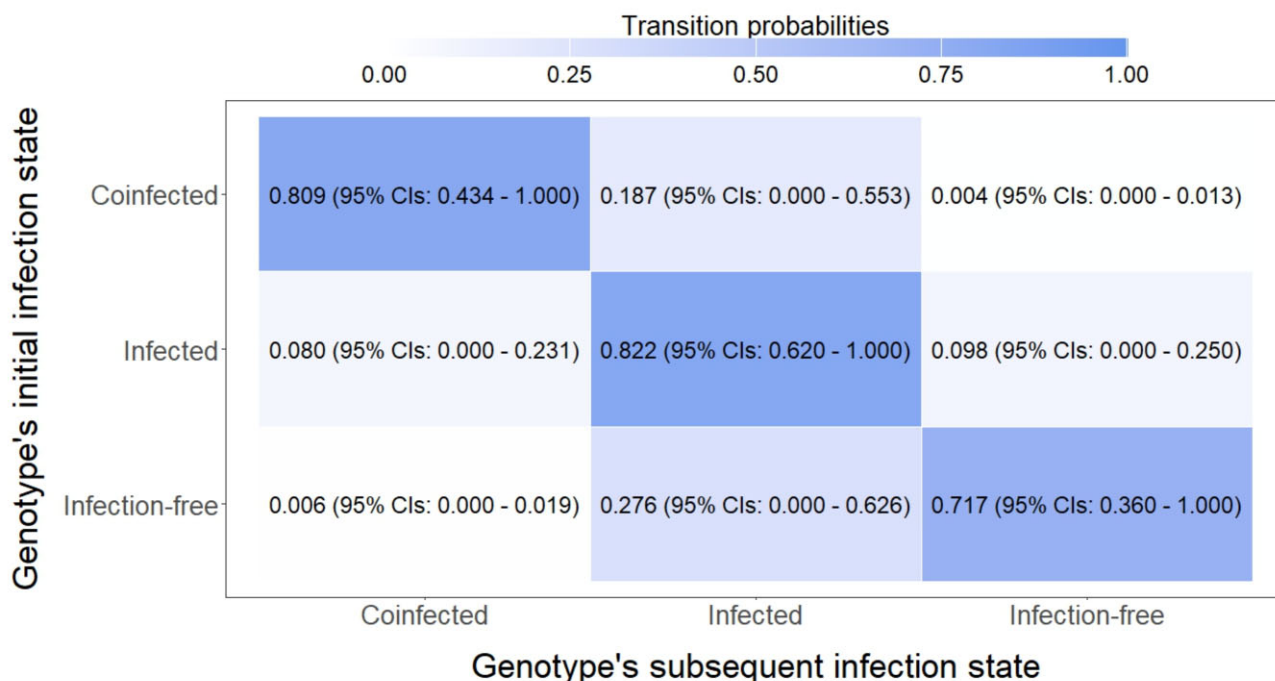 Transition probabilities
0.00 0.25 0.50 0.75 1.00
Genotype's initial infection state
Coinfected 0.809 (95% CIs: 0.434 - 1.000) 0.187 (95% CIs: 0.000 - 0.553) 0.004 (95% CIs: 0.000 - 0.013)
Infected 0.080 (95% CIs: 0.000 - 0.231) 0.822 (95% CIs: 0.620 - 1.000) 0.098 (95% CIs: 0.000 - 0.250)
Infection-free 0.006 (95% CIs: 0.000 - 0.019) 0.276 (95% CIs: 0.000 - 0.626) 0.717 (95% CIs: 0.360 - 1.000)
Coinfected Infected Infection-free
Genotype's subsequent infection state